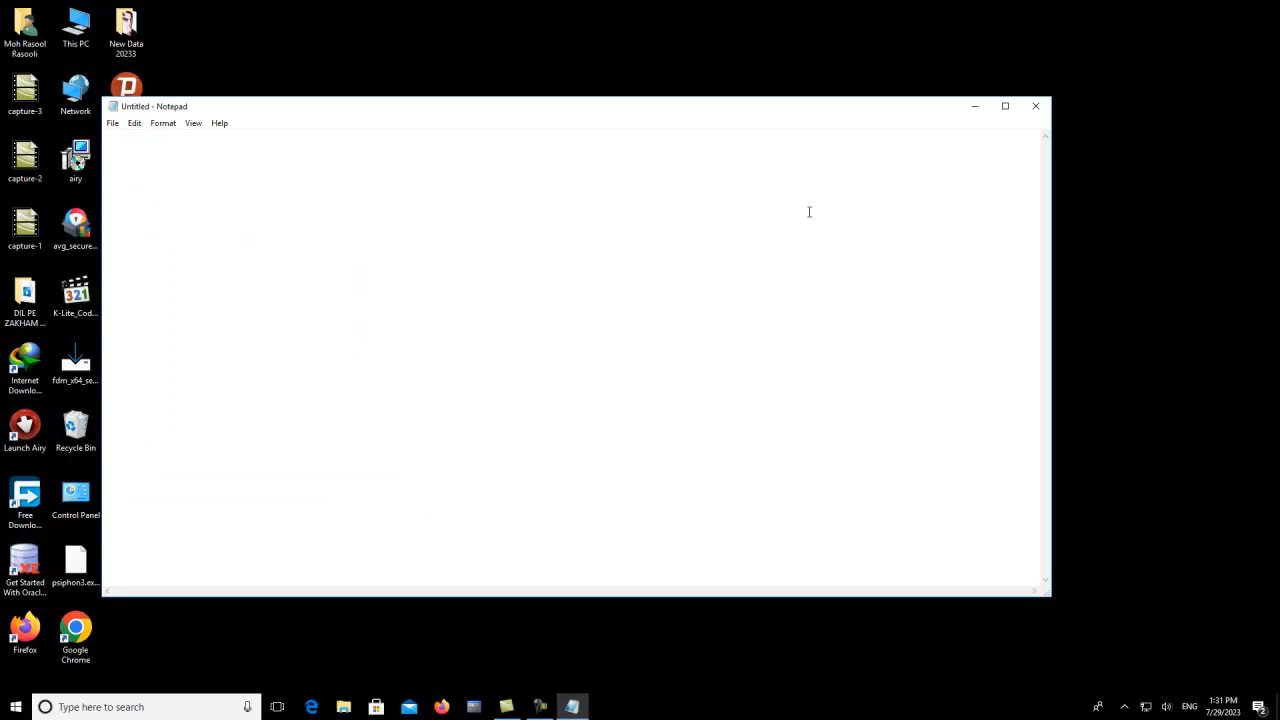 Moh Rasool
Rasooli
This PC
New Data
20233
capture-3
Network
capture-2
airy
capture-1
avg_secure...
DIL PE
ZAKHAM ...
K-Lite_Cod...
Internet
Downlo...
fdm_x64_se...
Launch Airy
Recycle Bin
Free
Downlo...
Control Panel
Get Started
With Oracl...
psiphon3.ex...
Firefox
Google
Chrome
Untitled - Notepad
File Edit Format View Help
Type here to search
ENG
1:31 PM
7/29/2023
2